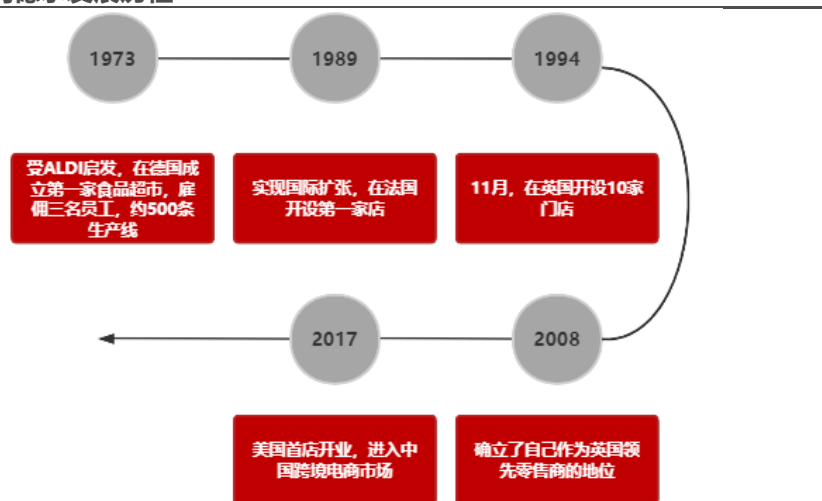 发展历程
1973
1989
1994
受ALDI启发，在德国成
立第一家食品超市，雇
佣三名员工，约500条
生产线
实现国际扩张，在法国
开设第一家店
11月，在英国开设10家
门店
2017
2008
美国首店开业，进入中
国跨境电商市场
确立了自己作为英国领
先零售商的地位